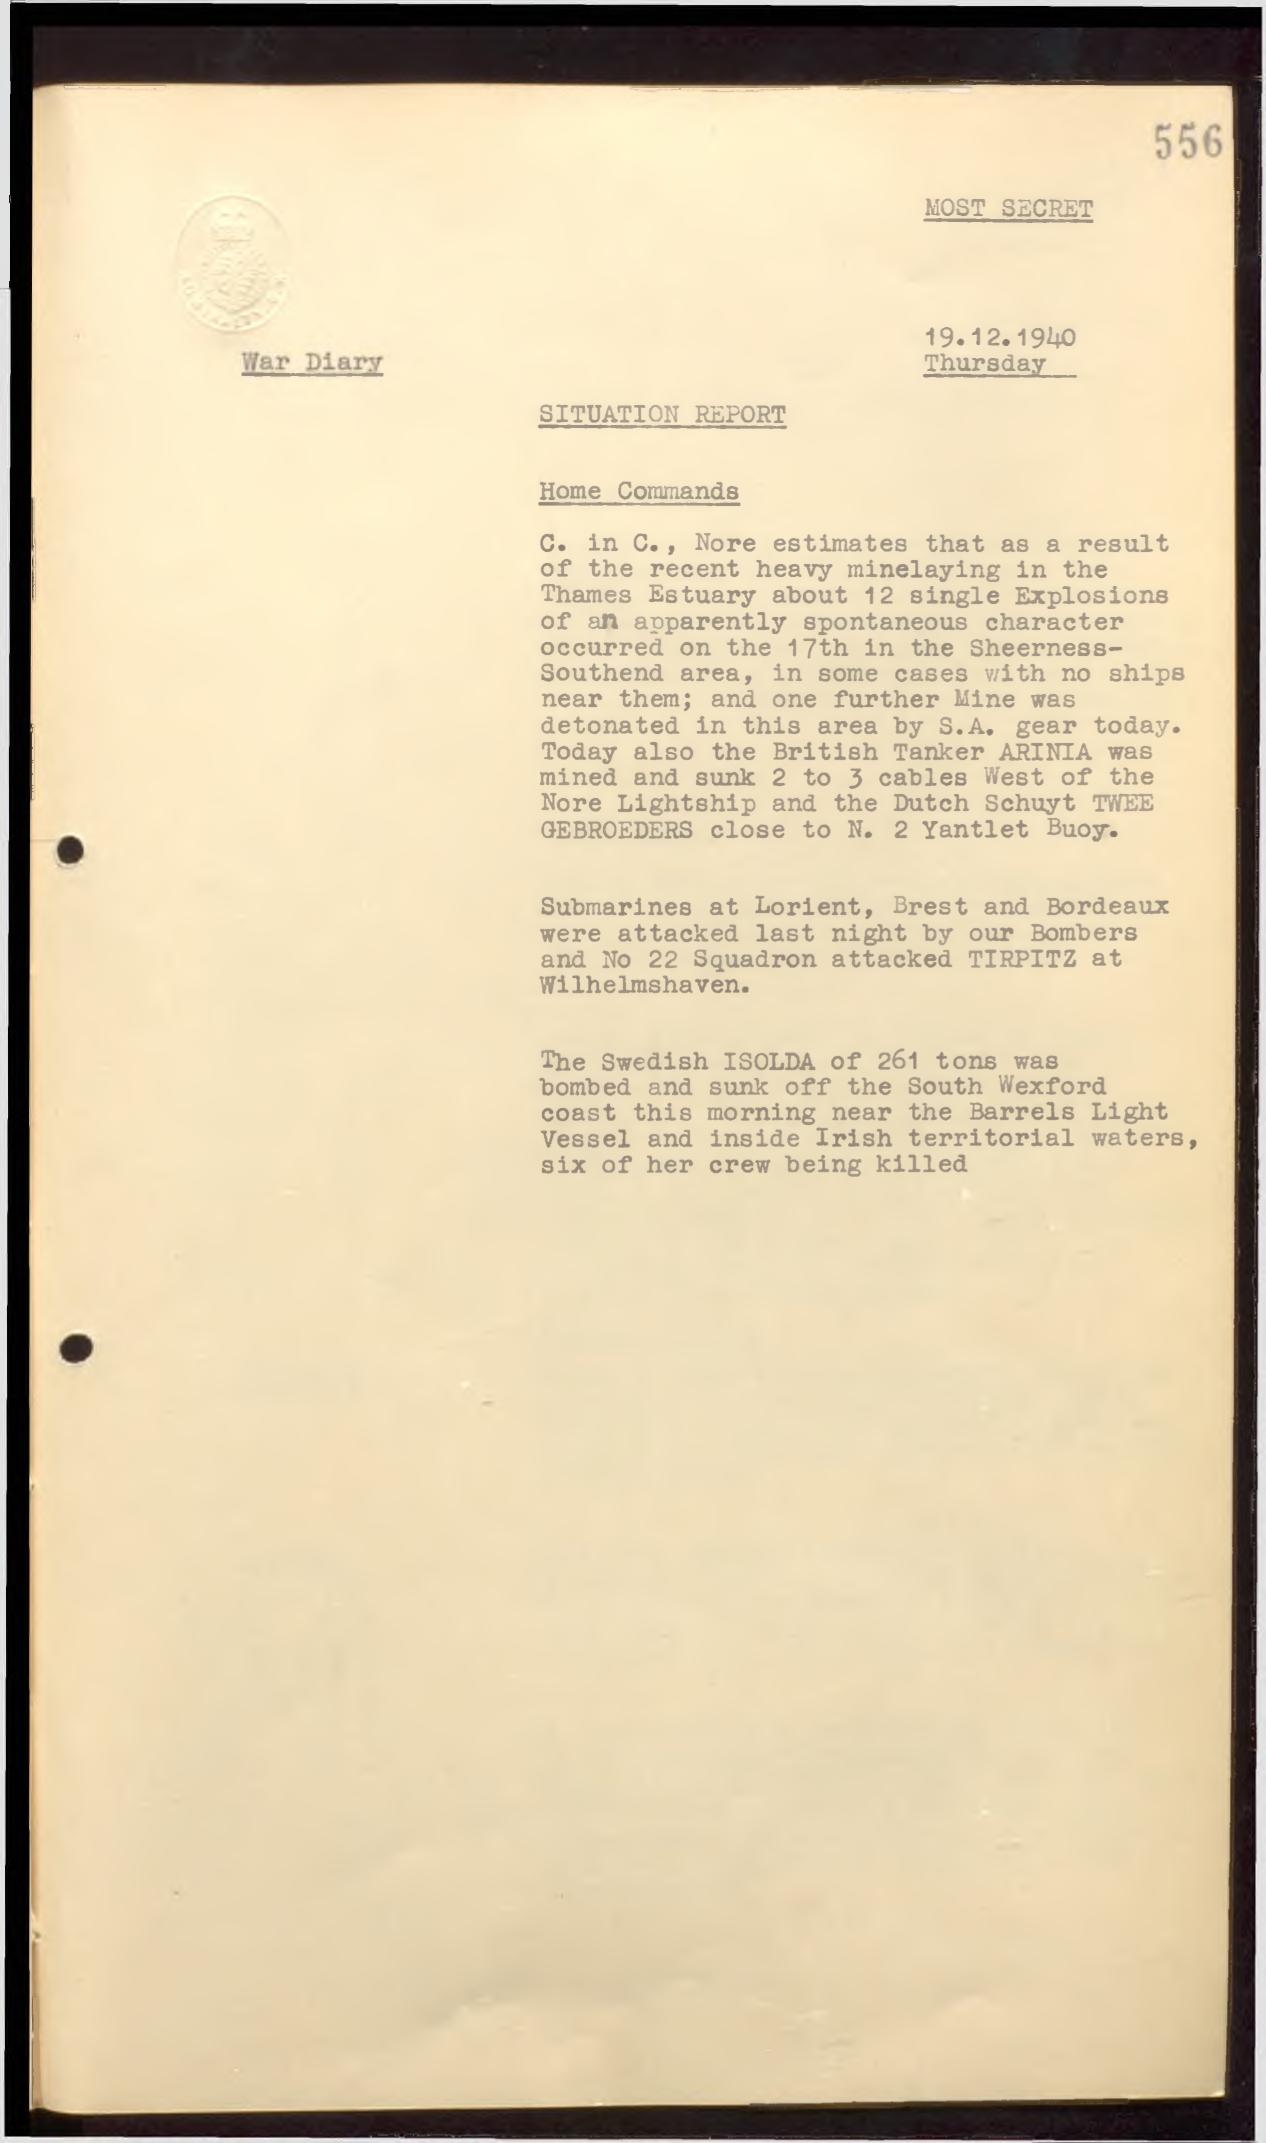 556
MOST SECRET
19.12.1940
Thursday
War Diary
SITUATION REPORT
Home Commands
C. in C., Nore estimates that as a result
of the recent heavy minelaying in the
Thames Estuary about 12 single Explosions
of an apparently spontaneous character
occurred on the 17th in the Sheerness-
Southend area, in some cases with no ships
near them; and one further Mine was
detonated in this area by S.A. gear today.
Today also the British Tanker ARINIA was
mined and sunk 2 to 3 cables West of the
Nore Lightship and the Dutch Schuyt TWEE
GEBROEDERS close to N. 2 Yantlet Buoy.
Submarines at Lorient, Brest and Bordeaux
were attacked last night by our Bombers
and No 22 Squadron attacked TIRPITZ at
Wilhelmshaven.
The Swedish ISOLDA of 261 tons was
bombed and sunk off the South Wexford
coast this morning near the Barrels Light
Vessel and inside Irish territorial waters,
six of her crew being killed